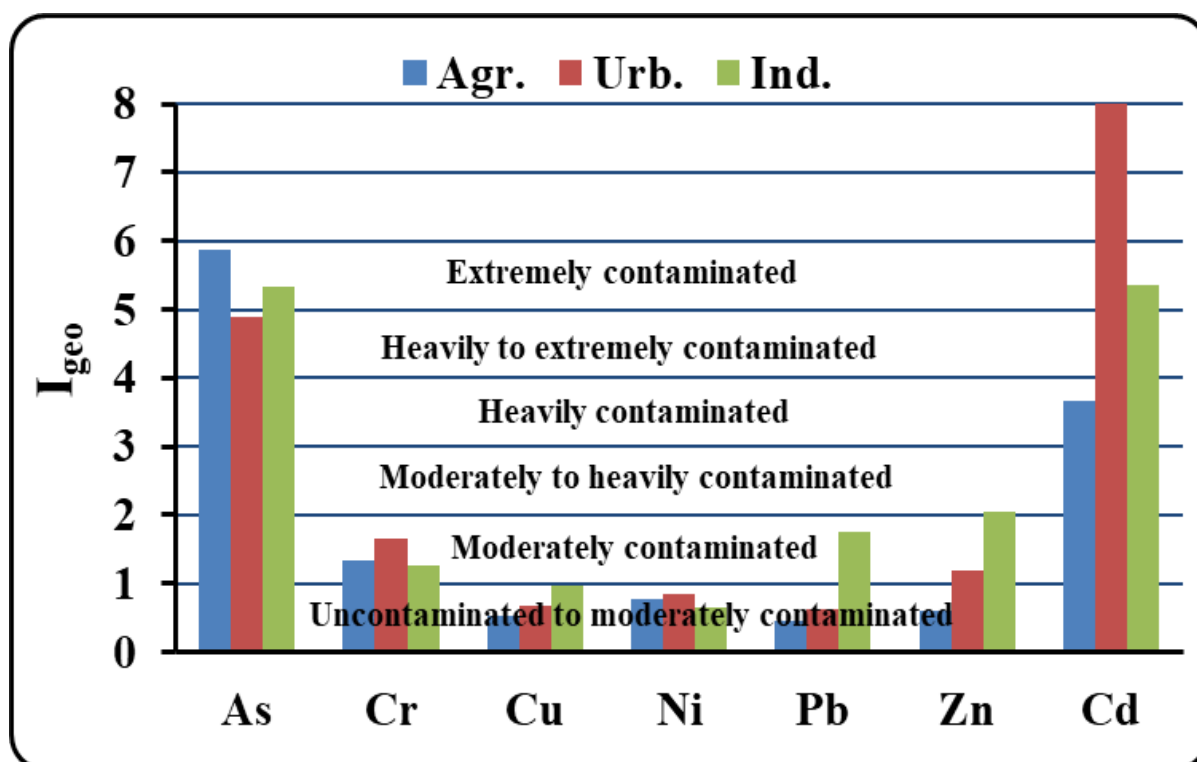 Agr. Urb. Ind.
8
7
6
Extremely contaminated
5
Heavily to extremely contaminated
4
Heavily contaminated
3
Moderately to heavily contaminated
2
Moderately contaminated
1
Uncontaminated to moderately contaminated
0
Igeo
As Cr Cu Ni Pb Zn Cd